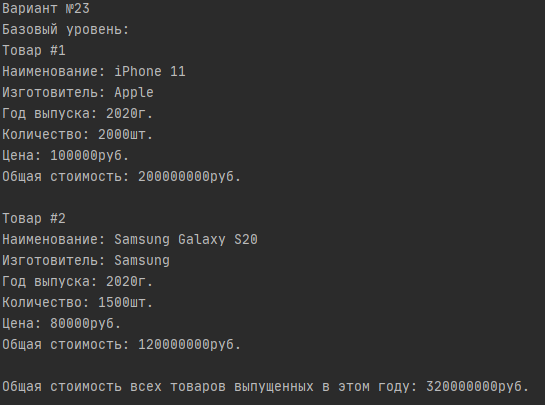 Вариант №23
Базовый уровень:
Товар #1
Наименование: iPhone 11
Изготовитель: Apple
Год выпуска: 2020г.
Количество: 2000шт.
Цена: 100000руб.
Общая стоимость: 200000000руб.

Товар #2
Наименование: Samsung Galaxy S20
Изготовитель: Samsung
Год выпуска: 2020г.
Количество: 1500шт.
Цена: 80000руб.
Общая стоимость: 120000000руб.

Общая стоимость всех товаров выпущенных в этом году: 320000000руб.